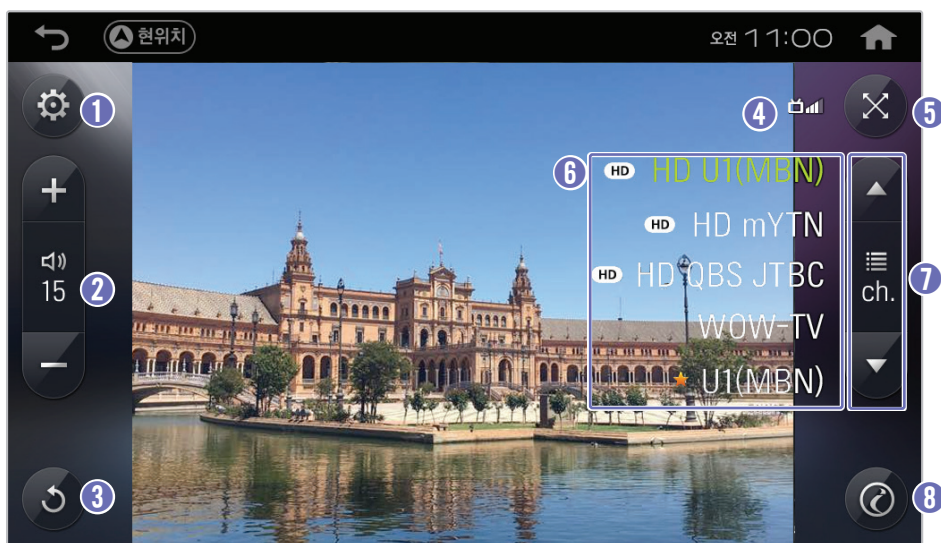 현위치
오전 11:00
1
4
5
6
HD HD U1(MBN)
HD HD mYTN
15
2
HD HD QBS JTBC
ch.
7
WOW-TV
U1(MBN)
3
8